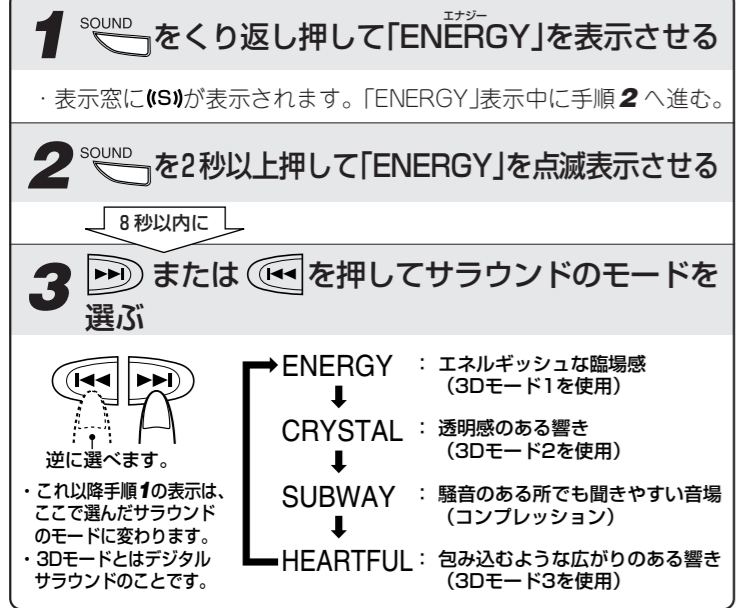 1 SOUND をくり返し押して「ENERGY」を表示させる
エナジー
・表示窓に((S))が表示されます。「ENERGY」表示中に手順2へ進む。
2 SOUND を2秒以上押して「ENERGY」を点滅表示させる
8秒以内に
3 ▶▶| または |◀◀ を押してサラウンドのモードを
選ぶ
|◀◀ ▶▶|
逆に選べます。
・これ以降手順1の表示は、
ここで選んだサラウンド
のモードに変わります。
・3Dモードとはデジタル
サラウンドのことです。
ENERGY : エネルギッシュな臨場感
(3Dモード1を使用)
CRYSTAL : 透明感のある響き
(3Dモード2を使用)
SUBWAY : 騒音のある所でも聞きやすい音場
(コンプレッション)
HEARTFUL : 包み込むような広がりのある響き
(3Dモード3を使用)